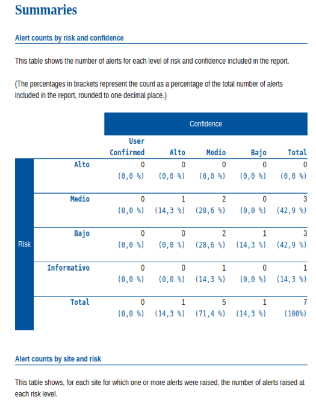 Summaries
Alert counts by risk and confidence
This table shows the number of alerts for each level of risk and confidence included in the report.
(The percentages in brackets represent the count as a percentage of the total number of alerts
included in the report, rounded to one decimal place.)
Confidence
User
Confirmed Alto Medio Bajo Total
Alto 0 0 0 0 0
(0,0 %) (0,0 %) (0,0 %) (0,0 %) (0,0 %)
Medio 0 1 2 0 3
(0,0 %) (14,3 %) (28,6 %) (0,0 %) (42,9 %)
Risk
Bajo 0 0 2 1 3
(0,0 %) (0,0 %) (28,6 %) (14,3 %) (42,9 %)
Informativo 0 0 1 0 1
(0,0 %) (0,0 %) (14,3 %) (0,0 %) (14,3 %)
Total 0 1 5 1 7
(0,0 %) (14,3 %) (71,4 %) (14,3 %) (100%)
Alert counts by site and risk
This table shows, for each site for which one or more alerts were raised, the number of alerts raised at
each risk level.